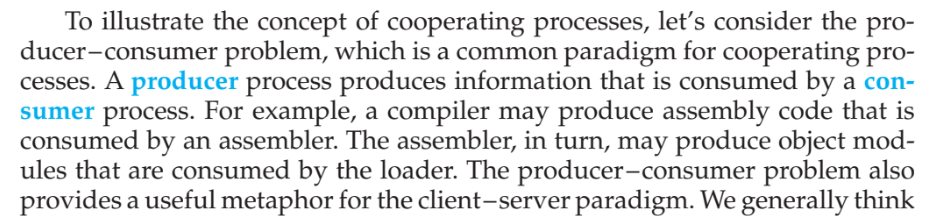 To illustrate the concept of cooperating processes, let’s consider the pro-
ducer–consumer problem, which is a common paradigm for cooperating pro-
cesses. A producer process produces information that is consumed by a con-
sumer process. For example, a compiler may produce assembly code that is
consumed by an assembler. The assembler, in turn, may produce object mod-
ules that are consumed by the loader. The producer–consumer problem also
provides a useful metaphor for the client–server paradigm. We generally think